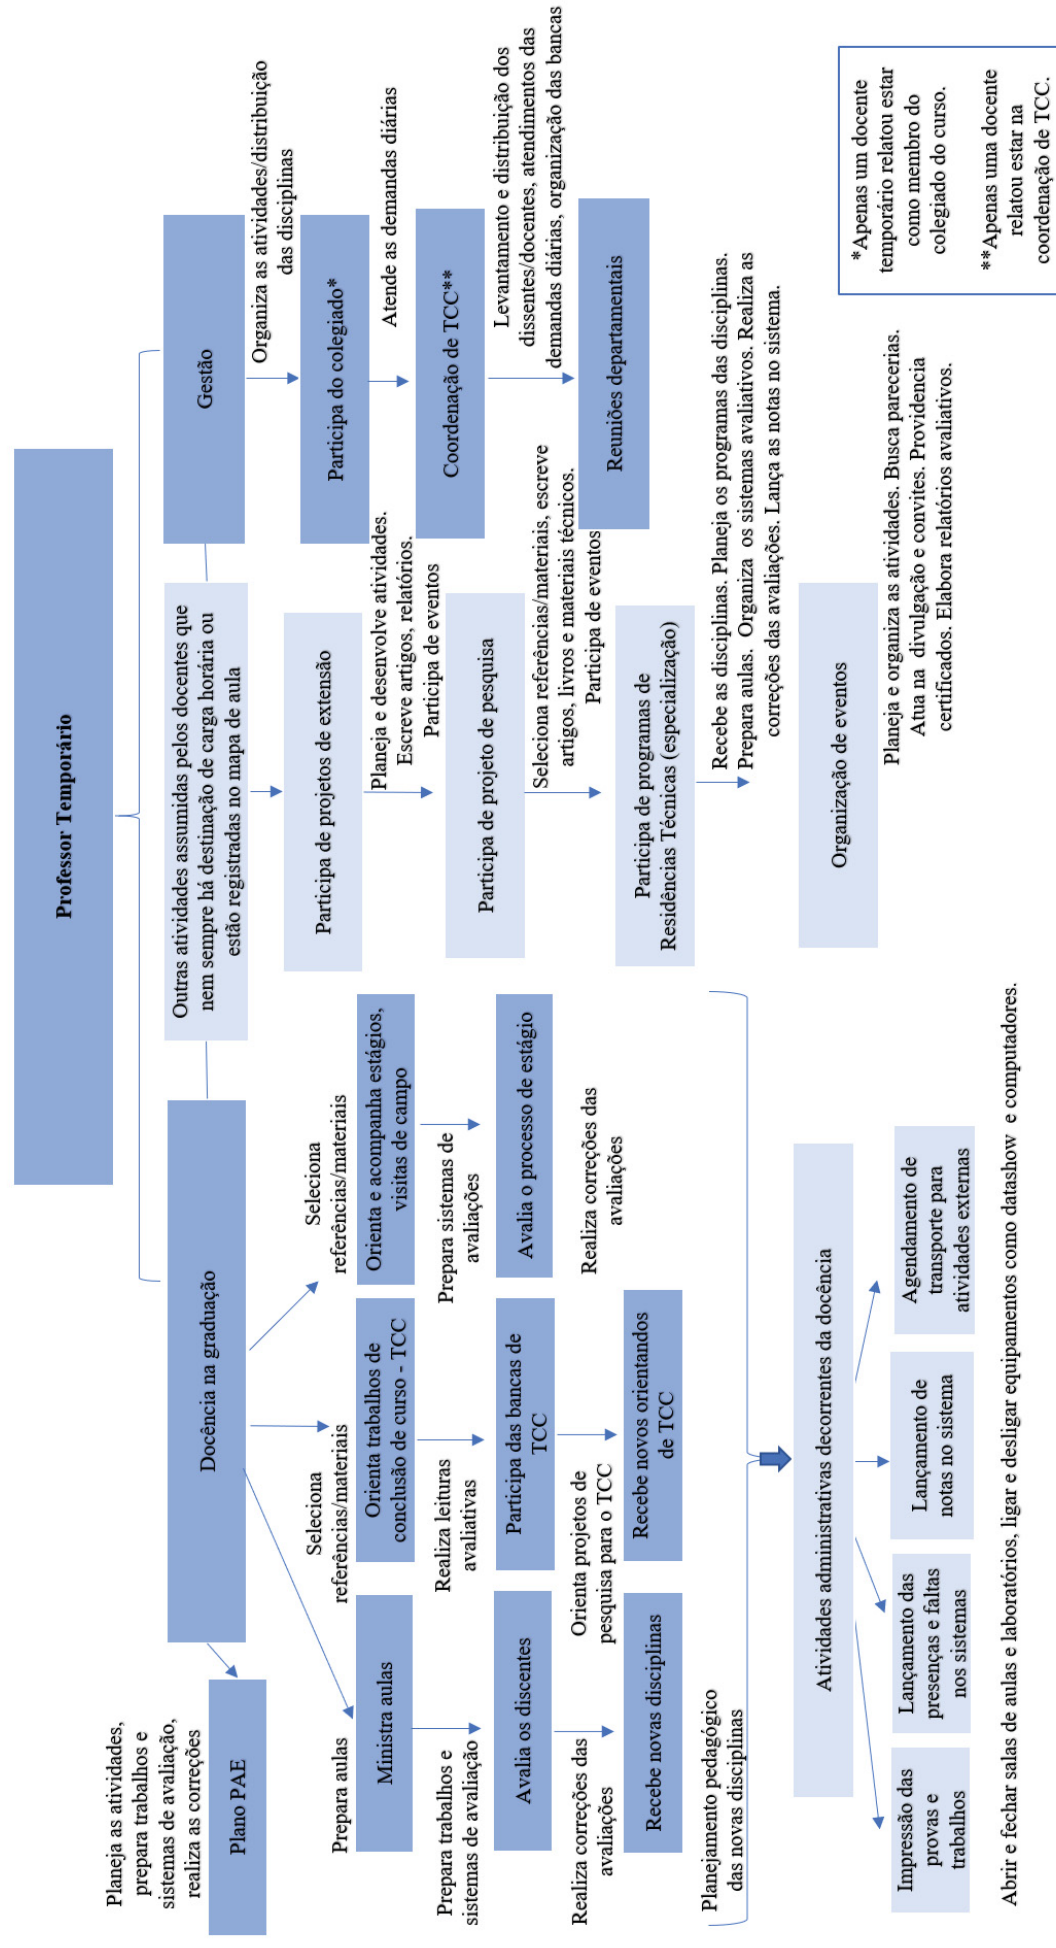 Professor Temporário
Planeja as atividades,
prepara trabalhos e
sistemas de avaliação,
realiza as correções
Plano PAE
Docência na graduação
Prepara aulas
Ministra aulas
Prepara trabalhos e
sistemas de avaliação
Avalia os discentes
Realiza correções das
avaliações
Recebe novas disciplinas
Planejamento pedagógico
das novas disciplinas
Seleciona
referências/materiais
Orienta trabalhos de
conclusão de curso - TCC
Realiza leituras
avaliativas
Participa das bancas de
TCC
Orienta projetos de
pesquisa para o TCC
Recebe novos orientandos
de TCC
Seleciona
referências/materiais
Orienta e acompanha estágios,
visitas de campo
Prepara sistemas de
avaliações
Avalia o processo de estágio
Realiza correções das
avaliações
Outras atividades assumidas pelos docentes que
nem sempre há destinação de carga horária ou
estão registradas no mapa de aula
Participa de projetos de extensão
Planeja e desenvolve atividades.
Escreve artigos, relatórios.
Participa de eventos
Participa de projeto de pesquisa
Seleciona referências/materiais, escreve
artigos, livros e materiais técnicos.
Participa de eventos
Participa de programas de
Residências Técnicas (especialização)
Recebe as disciplinas. Planeja os programas das disciplinas.
Prepara aulas. Organiza os sistemas avaliativos. Realiza as
correções das avaliações. Lança as notas no sistema.
Organização de eventos
Planeja e organiza as atividades. Busca parecerias.
Atua na divulgação e convites. Providencia
certificados. Elabora relatórios avaliativos.
Gestão
Organiza as atividades/distribuição
das disciplinas
Participa do colegiado*
Atende as demandas diárias
Coordenação de TCC**
Levantamento e distribuição dos
dissentes/docentes, atendimentos das
demandas diárias, organização das bancas
Reuniões departamentais
*Apenas um docente
temporário relatou estar
como membro do
colegiado do curso.
**Apenas uma docente
relatou estar na
coordenação de TCC.
Atividades administrativas decorrentes da docência
Impressão das
provas e
trabalhos
Lançamento das
presenças e faltas
nos sistemas
Lançamento de
notas no sistema
Agendamento de
transporte para
atividades externas
Abrir e fechar salas de aulas e laboratórios, ligar e desligar equipamentos como datashow e computadores.